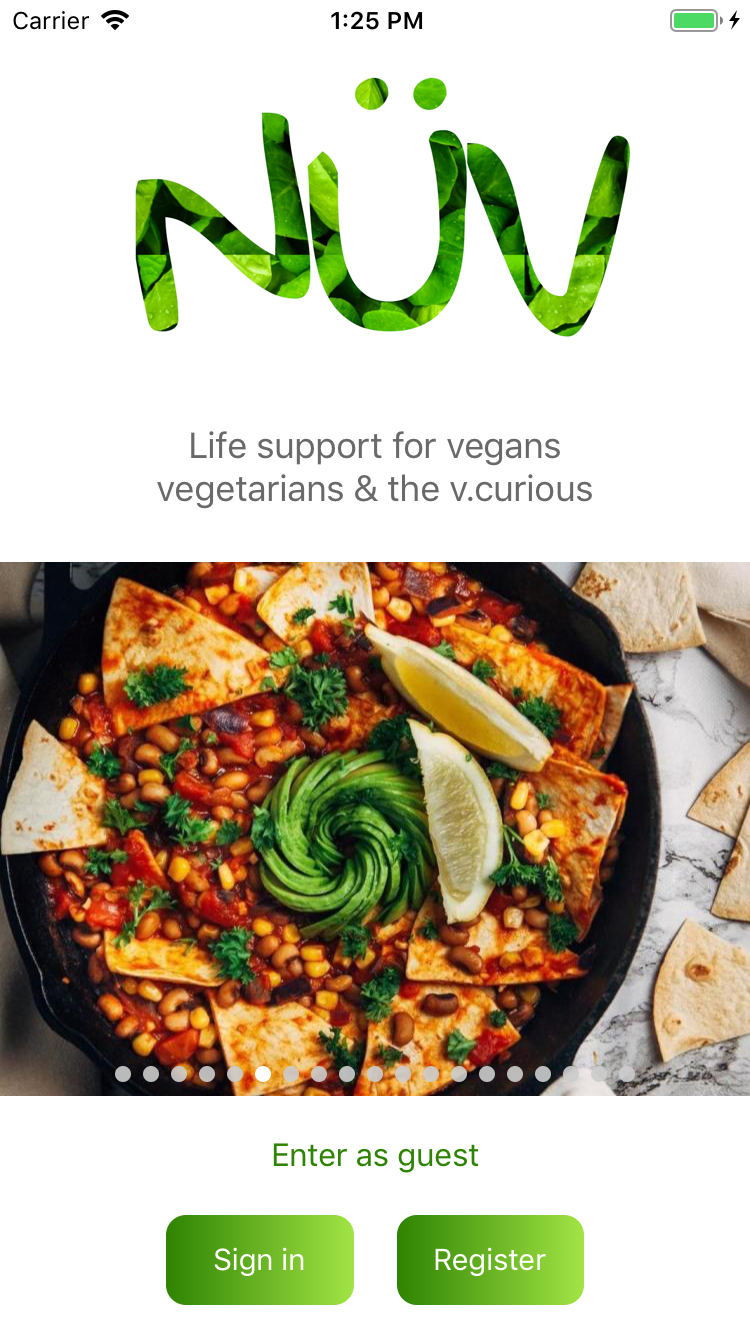 Carrier 1:25 PM
NÜV
Life support for vegans
vegetarians & the v.curious
Enter as guest
Sign in Register